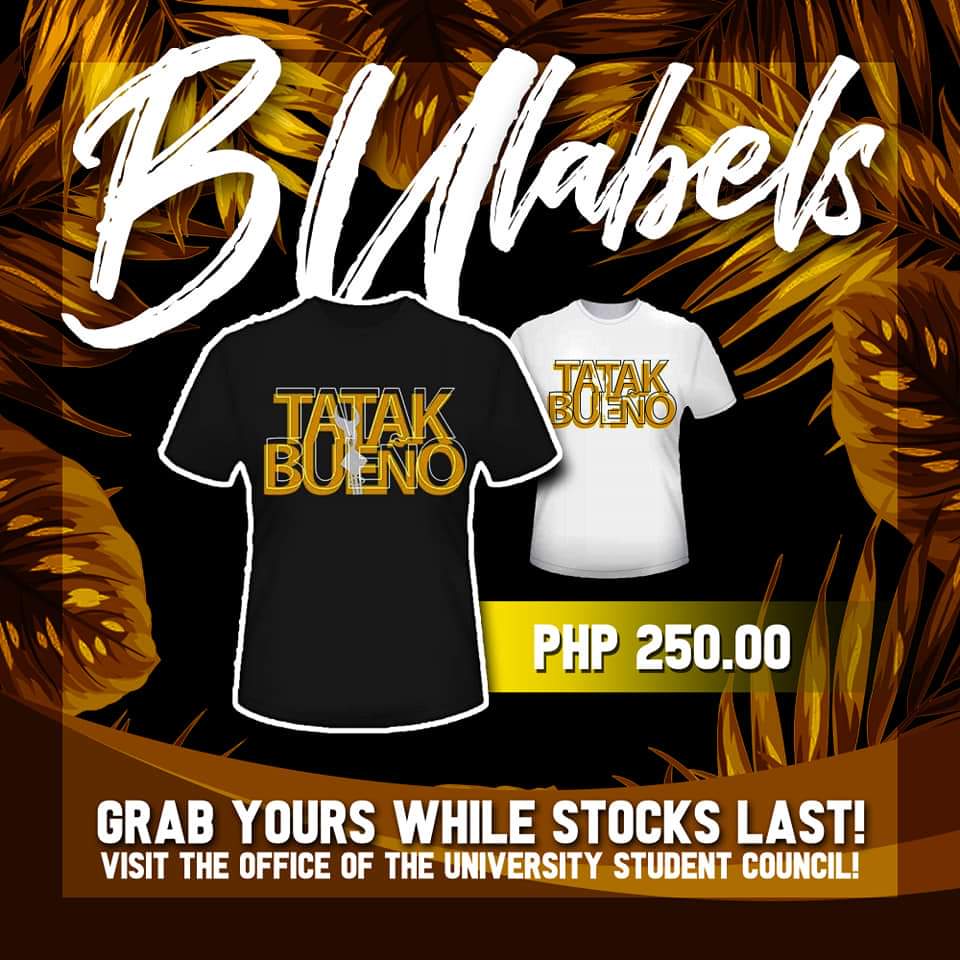 BUlabels
TATAK
BUEÑO
TATAK
BUEÑO
PHP 250.00
GRAB YOURS WHILE STOCKS LAST!
VISIT THE OFFICE OF THE UNIVERSITY STUDENT COUNCIL!